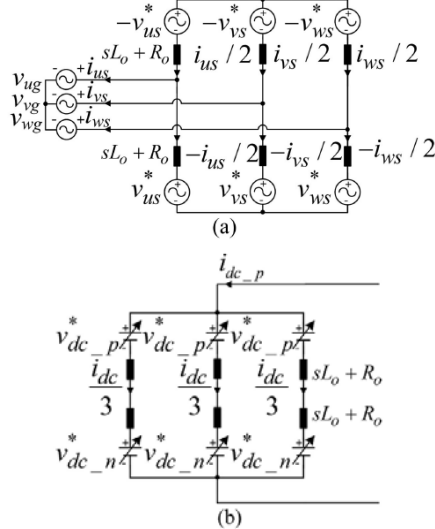 -v*us -v*vs -v*ws
sLo + Ro ius / 2 ivs / 2 iws / 2
vug - + ius
vvg - + ivs
vwg - + iws
sLo + Ro -ius / 2 -ivs / 2 -iws / 2
v*us v*vs v*ws
(a)
idc_p
v*dc_p v*dc_p v*dc_p
idc/3 idc/3 idc/3 sLo + Ro
sLo + Ro
v*dc_n v*dc_n v*dc_n
(b)